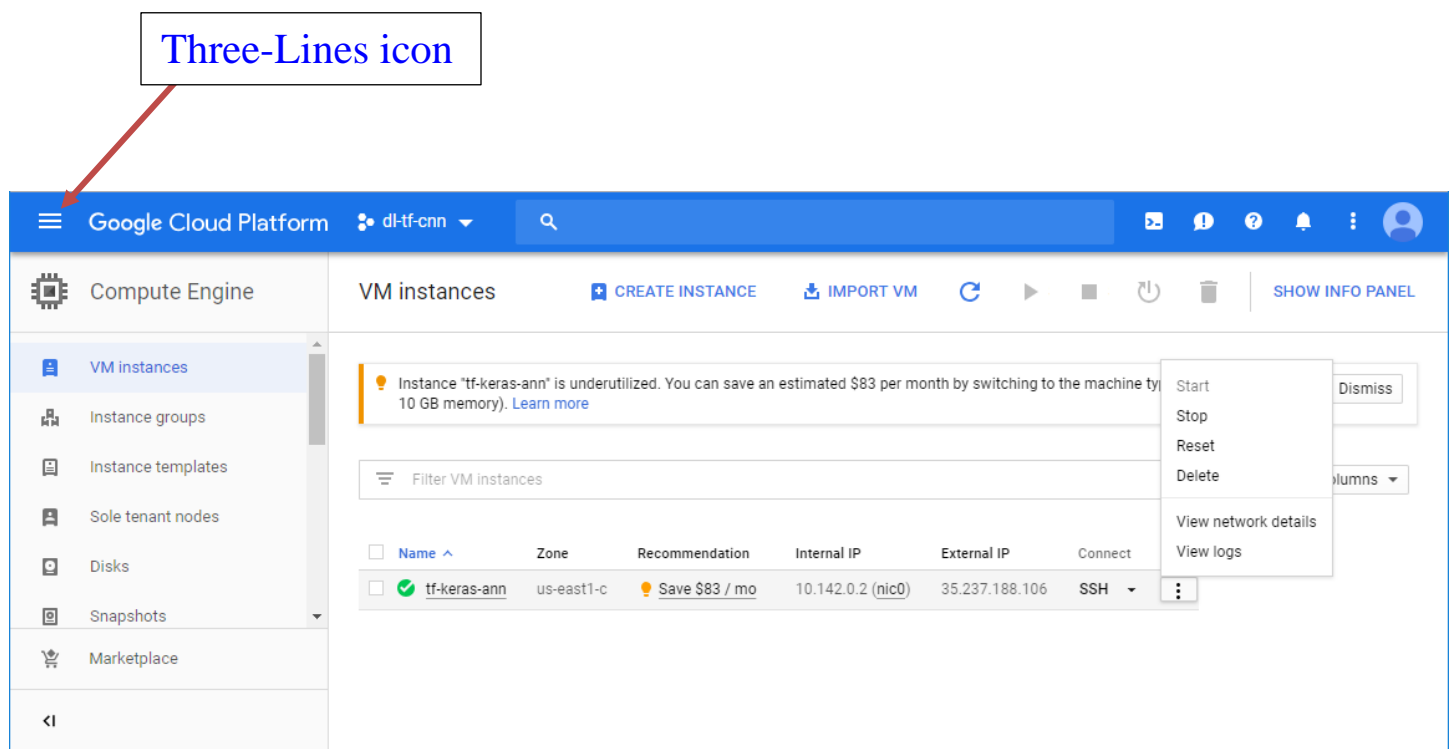 Three-Lines icon
Google Cloud Platform
dl-tf-cnn
Compute Engine
VM instances
CREATE INSTANCE
IMPORT VM
SHOW INFO PANEL
VM instances
Instance groups
Instance templates
Sole tenant nodes
Disks
Snapshots
Marketplace
Instance "tf-keras-ann" is underutilized. You can save an estimated $83 per month by switching to the machine
10 GB memory). Learn more
Dismiss
Start
Stop
Reset
Delete
View network details
View logs
Filter VM instances
Name Zone Recommendation Internal IP External IP Connect
tf-keras-ann us-east1-c Save $83 / mo 10.142.0.2 (nic0) 35.237.188.106 SSH